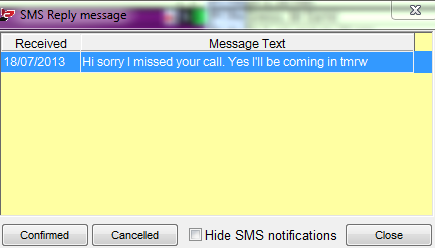 SMS Reply message
Received Message Text
18/07/2013 Hi sorry I missed your call. Yes I'll be coming in tmrw
Confirmed Cancelled Hide SMS notifications Close